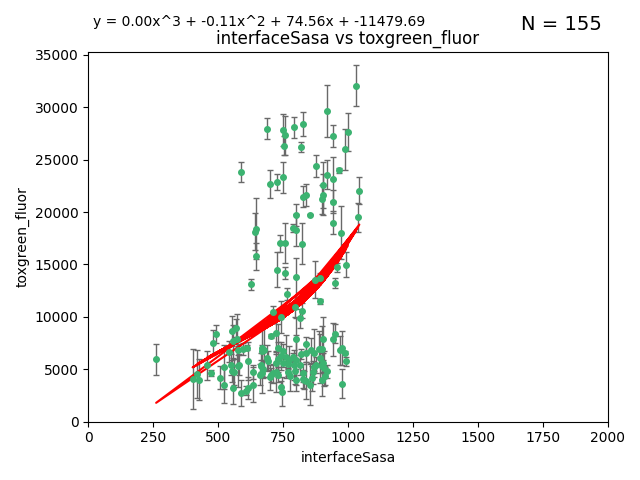 y = 0.00x^3 + -0.11x^2 + 74.56x + -11479.69
N = 155
interfaceSasa vs toxgreen_fluor
35000
30000
25000
20000
15000
10000
5000
0
toxgreen_fluor
0 250 500 750 1000 1250 1500 1750 2000
interfaceSasa